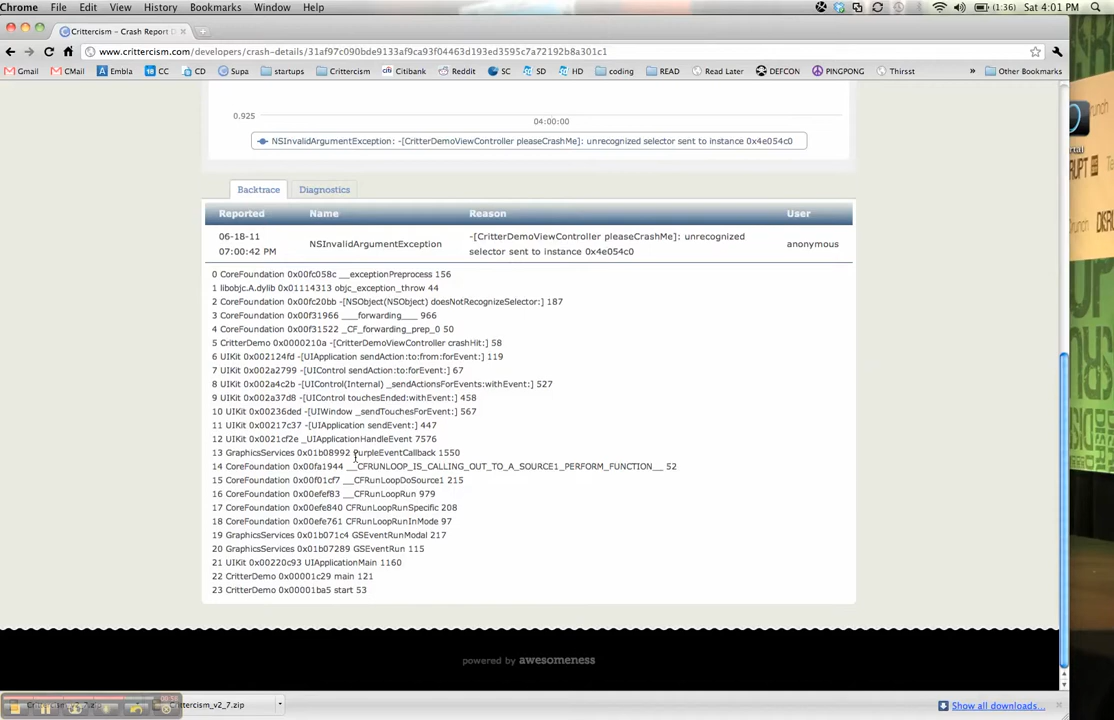 Chrome File Edit View History Bookmarks Window Help (1:36) Sat 4:01 PM
Crittercism – Crash Report D
www.crittercism.com/developers/crash-details/31af97c090bde9133af9ca93f04463d193ed3595c7a72192b8a301c1
Gmail CMail Embla CC CD Supa startups Crittercism Citibank Reddit SC SD HD coding READ Read Later DEFCON PINGPONG Thirsst » Other Bookmarks
0.925
04:00:00
NSInvalidArgumentException: -[CritterDemoViewController pleaseCrashMe]: unrecognized selector sent to instance 0x4e054c0
Backtrace Diagnostics
Reported Name Reason User
06-18-11
07:00:42 PM
NSInvalidArgumentException
-[CritterDemoViewController pleaseCrashMe]: unrecognized
selector sent to instance 0x4e054c0
anonymous
0 CoreFoundation 0x00fc058c __exceptionPreprocess 156
1 libobjc.A.dylib 0x01114313 objc_exception_throw 44
2 CoreFoundation 0x00fc20bb -[NSObject(NSObject) doesNotRecognizeSelector:] 187
3 CoreFoundation 0x00f31966 ___forwarding___ 966
4 CoreFoundation 0x00f31522 _CF_forwarding_prep_0 50
5 CritterDemo 0x0000210a -[CritterDemoViewController crashHit:] 58
6 UIKit 0x002124fd -[UIApplication sendAction:to:from:forEvent:] 119
7 UIKit 0x002a2799 -[UIControl sendAction:to:forEvent:] 67
8 UIKit 0x002a4c2b -[UIControl(Internal) _sendActionsForEvents:withEvent:] 527
9 UIKit 0x002a37d8 -[UIControl touchesEnded:withEvent:] 458
10 UIKit 0x00236ded -[UIWindow _sendTouchesForEvent:] 567
11 UIKit 0x00217c37 -[UIApplication sendEvent:] 447
12 UIKit 0x0021cf2e _UIApplicationHandleEvent 7576
13 GraphicsServices 0x01b08992 PurpleEventCallback 1550
14 CoreFoundation 0x00fa1944 __CFRUNLOOP_IS_CALLING_OUT_TO_A_SOURCE1_PERFORM_FUNCTION__ 52
15 CoreFoundation 0x00f01cf7 __CFRunLoopDoSource1 215
16 CoreFoundation 0x00efef83 __CFRunLoopRun 979
17 CoreFoundation 0x00efe840 CFRunLoopRunSpecific 208
18 CoreFoundation 0x00efe761 CFRunLoopRunInMode 97
19 GraphicsServices 0x01b071c4 GSEventRunModal 217
20 GraphicsServices 0x01b07289 GSEventRun 115
21 UIKit 0x00220c93 UIApplicationMain 1160
22 CritterDemo 0x00001c29 main 121
23 CritterDemo 0x00001ba5 start 53
powered by awesomeness
Crittercism_v2_7.zip Show all downloads...